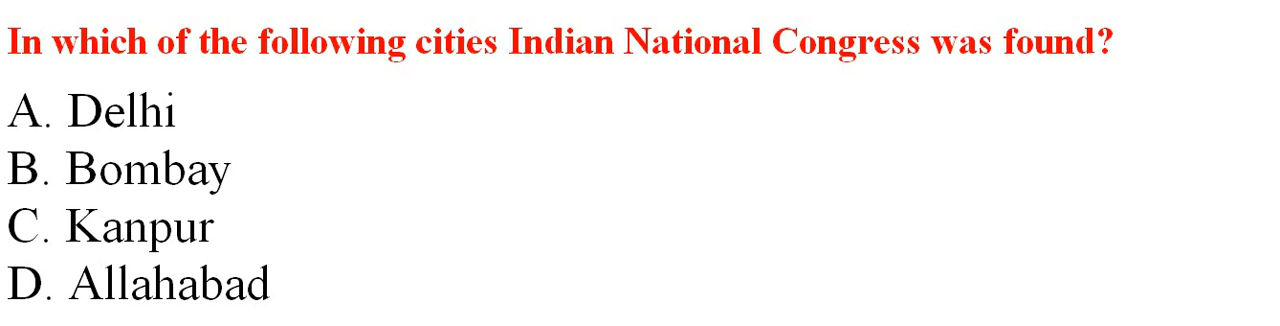 In which of the following cities Indian National Congress was found?
A. Delhi
B. Bombay
C. Kanpur
D. Allahabad